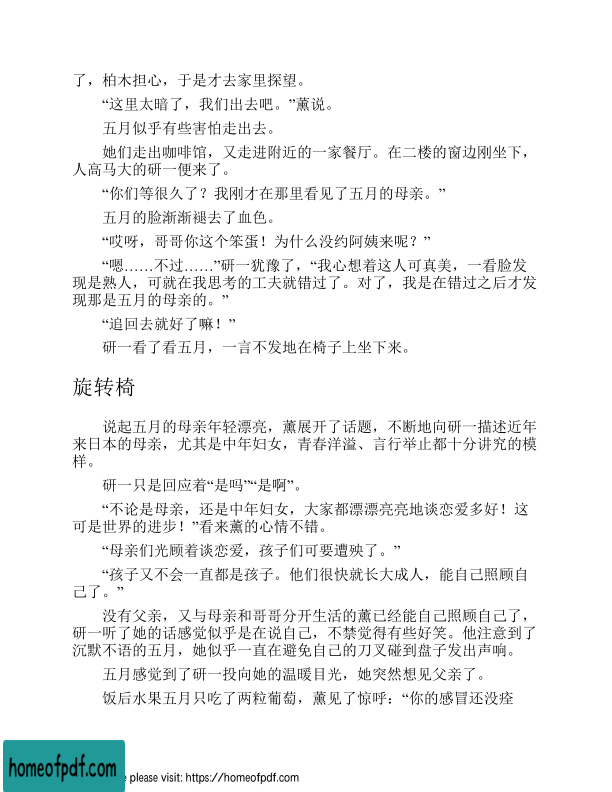 了，柏木担心，于是才去家里探望。
“这里太暗了，我们出去吧。”薰说。
五月似乎有些害怕走出去。
她们走出咖啡馆，又走进附近的一家餐厅。在二楼的窗边刚坐下，
人高马大的研一便来了。
“你们等很久了？我刚才在那里看见了五月的母亲。”
五月的脸渐渐褪去了血色。
“哎呀，哥哥你这个笨蛋！为什么没约阿姨来呢？”
“嗯……不过……”研一犹豫了，“我心想着这人可真美，一看脸发
现是熟人，可就在我思考的工夫就错过了。对了，我是在错过之后才发
现那是五月的母亲的。”
“追回去就好了嘛！”
研一看了看五月，一言不发地在椅子上坐下来。
旋转椅
说起五月的母亲年轻漂亮，薰展开了话题，不断地向研一描述近年
来日本的母亲，尤其是中年妇女，青春洋溢、言行举止都十分讲究的模
样。
研一只是回应着“是吗”“是啊”。
“不论是母亲，还是中年妇女，大家都漂漂亮亮地谈恋爱多好！这
可是世界的进步！”看来薰的心情不错。
“母亲们光顾着谈恋爱，孩子们可要遭殃了。”
“孩子又不会一直都是孩子。他们很快就长大成人，能自己照顾自
己了。”
没有父亲，又与母亲和哥哥分开生活的薰已经能自己照顾自己了，
研一听了她的话感觉似乎是在说自己，不禁觉得有些好笑。他注意到了
沉默不语的五月，她似乎一直在避免自己的刀叉碰到盘子发出声响。
五月感觉到了研一投向她的温暖目光，她突然想见父亲了。
饭后水果五月只吃了两粒葡萄，薰见了惊呼：“你的感冒还没痊
homeofpdf.com
e please visit: https://homeofpdf.com